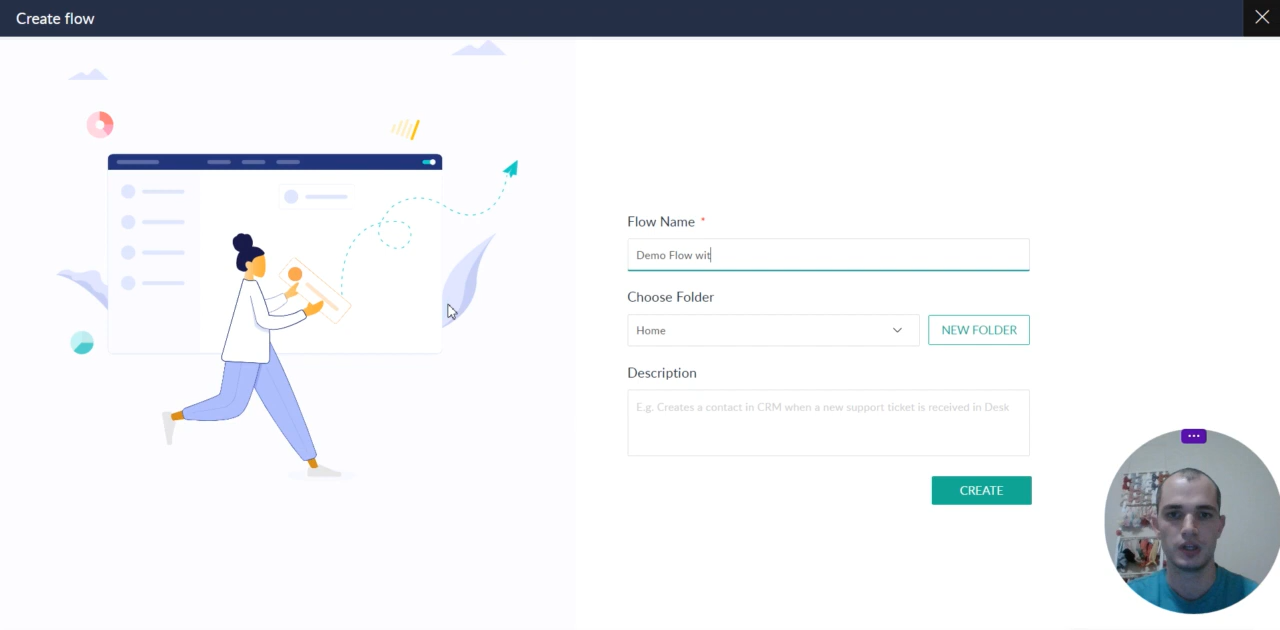 Create flow
Flow Name *
Demo Flow wit
Choose Folder
Home
NEW FOLDER
Description
E.g. Creates a contact in CRM when a new support ticket is received in Desk
CREATE